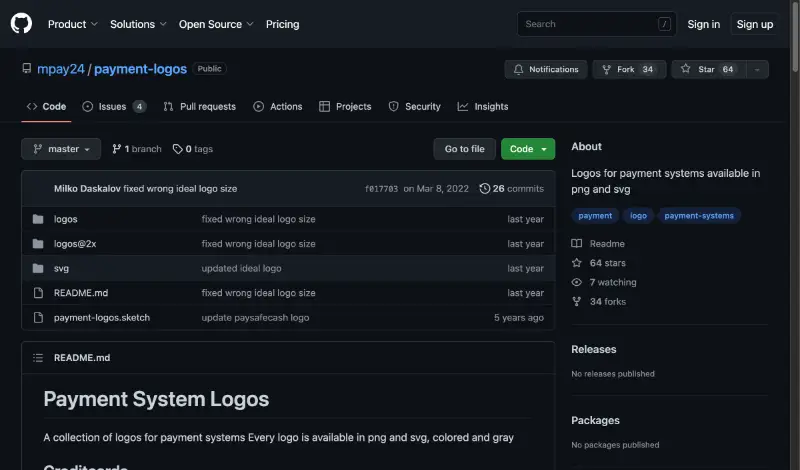 Product Solutions Open Source Pricing Search / Sign in Sign up
mpay24 / payment-logos Public Notifications Fork 34 Star 64
Code Issues 4 Pull requests Actions Projects Security Insights
master 1 branch 0 tags Go to file Code
Milko Daskalov fixed wrong ideal logo size f017703 on Mar 8, 2022 26 commits
logos fixed wrong ideal logo size last year
logos@2x fixed wrong ideal logo size last year
svg updated ideal logo last year
README.md fixed wrong ideal logo size last year
payment-logos.sketch update paysafecash logo 5 years ago
README.md
Payment System Logos
A collection of logos for payment systems Every logo is available in png and svg, colored and gray
Creditcards
About
Logos for payment systems available in
png and svg
payment logo payment-systems
Readme
64 stars
7 watching
34 forks
Releases
No releases published
Packages
No packages published